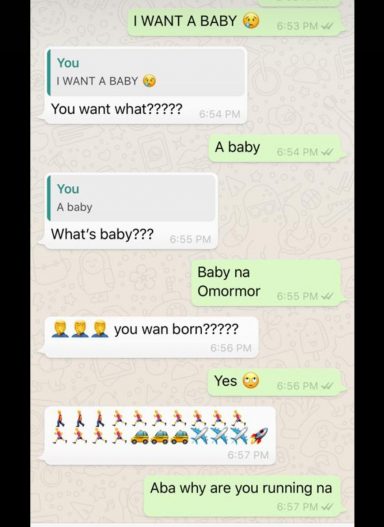 I WANT A BABY 😢
6:53 PM
You
I WANT A BABY 😢
You want what?????
6:54 PM
A baby
6:54 PM
You
A baby
What's baby???
6:55 PM
Baby na
Omormor
6:55 PM
🤦‍♂️🤦‍♂️🤦‍♂️ you wan born?????
6:56 PM
Yes 🙄
6:56 PM
6:57 PM
Aba why are you running na
6:57 PM